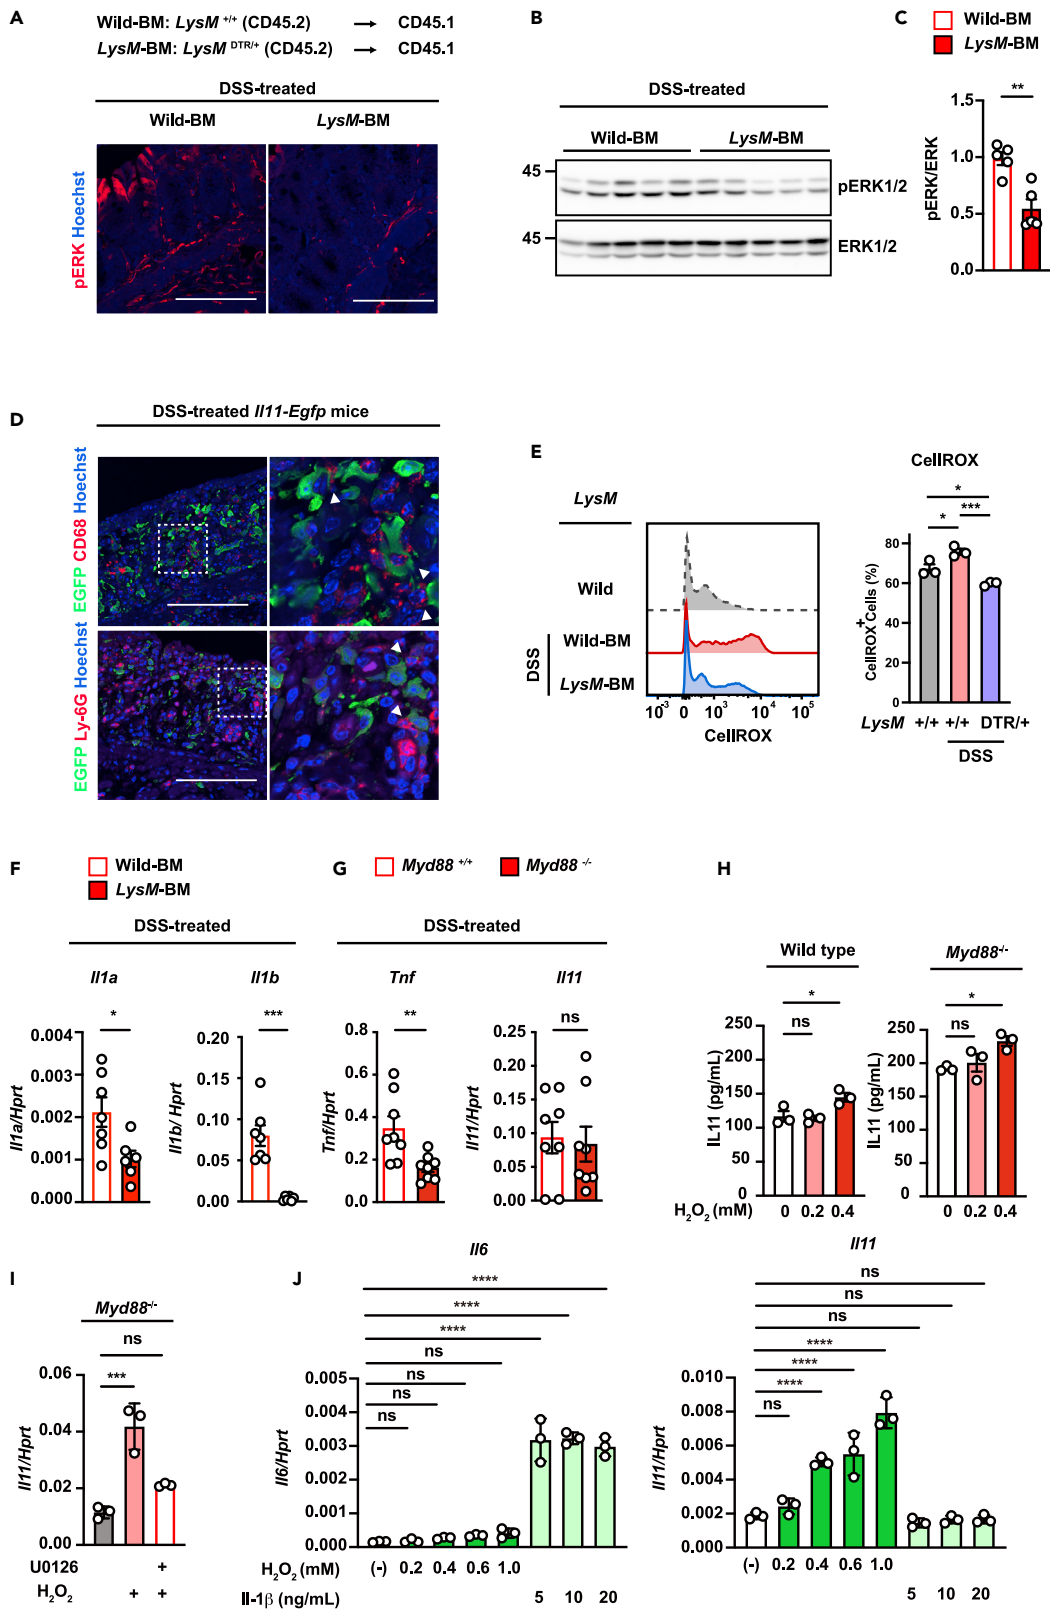 A
Wild-BM: LysM +/+ (CD45.2) → CD45.1
LysM-BM: LysM DTR/+ (CD45.2) → CD45.1
DSS-treated
Wild-BM LysM-BM
pERK Hoechst
B
DSS-treated
Wild-BM LysM-BM
45
pERK1/2
45
ERK1/2
C
Wild-BM
LysM-BM
**
1.5
1.0
0.5
0.0
pERK/ERK
D
DSS-treated Il11-Egfp mice
EGFP CD68 Hoechst
EGFP Ly-6G Hoechst
E
LysM
Wild
DSS
Wild-BM
LysM-BM
-10³ 0 10³ 10⁴ 10⁵
CellROX
CellROX
*
* ***
80
60
40
20
0
CellROX⁺ Cells (%)
LysM +/+ +/+ DTR/+
DSS
F
Wild-BM
LysM-BM
DSS-treated
Il1a
*
0.004
0.003
0.002
0.001
0.000
Il1a/Hprt
Il1b
***
0.20
0.15
0.10
0.05
0.00
Il1b/ Hprt
G
Myd88 +/+ Myd88 -/-
DSS-treated
Tnf
**
0.8
0.6
0.4
0.2
0.0
Tnf/Hprt
Il11
ns
0.25
0.20
0.15
0.10
0.05
0.00
Il11/Hprt
H
Wild type
*
ns
250
200
150
100
50
0
IL11 (pg/mL)
H₂O₂ (mM) 0 0.2 0.4
Myd88-/-
*
ns
250
200
150
100
50
0
IL11 (pg/mL)
0 0.2 0.4
I
Myd88-/-
ns
***
0.06
0.04
0.02
0.00
Il11/Hprt
U0126 +
H₂O₂ + +
J
Il6
****
****
****
ns
ns
ns
ns
0.005
0.004
0.003
0.002
0.001
0.000
Il6/Hprt
H₂O₂ (mM) (-) 0.2 0.4 0.6 1.0
Il-1β (ng/mL) 5 10 20
Il11
ns
ns
ns
****
****
****
ns
0.010
0.008
0.006
0.004
0.002
0.000
Il11/Hprt
(-) 0.2 0.4 0.6 1.0
5 10 20